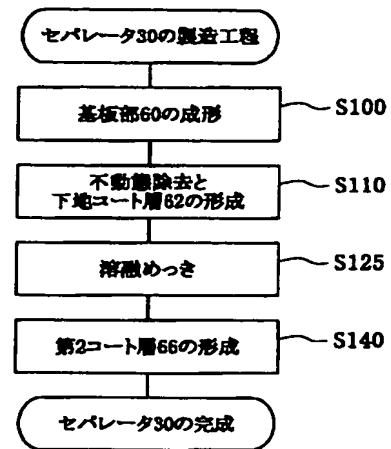 セパレータ30の製造工程
基板部60の成形
S100
不動態除去と
下地コート層62の形成
S110
溶融めっき
S125
第2コート層66の形成
S140
セパレータ30の完成